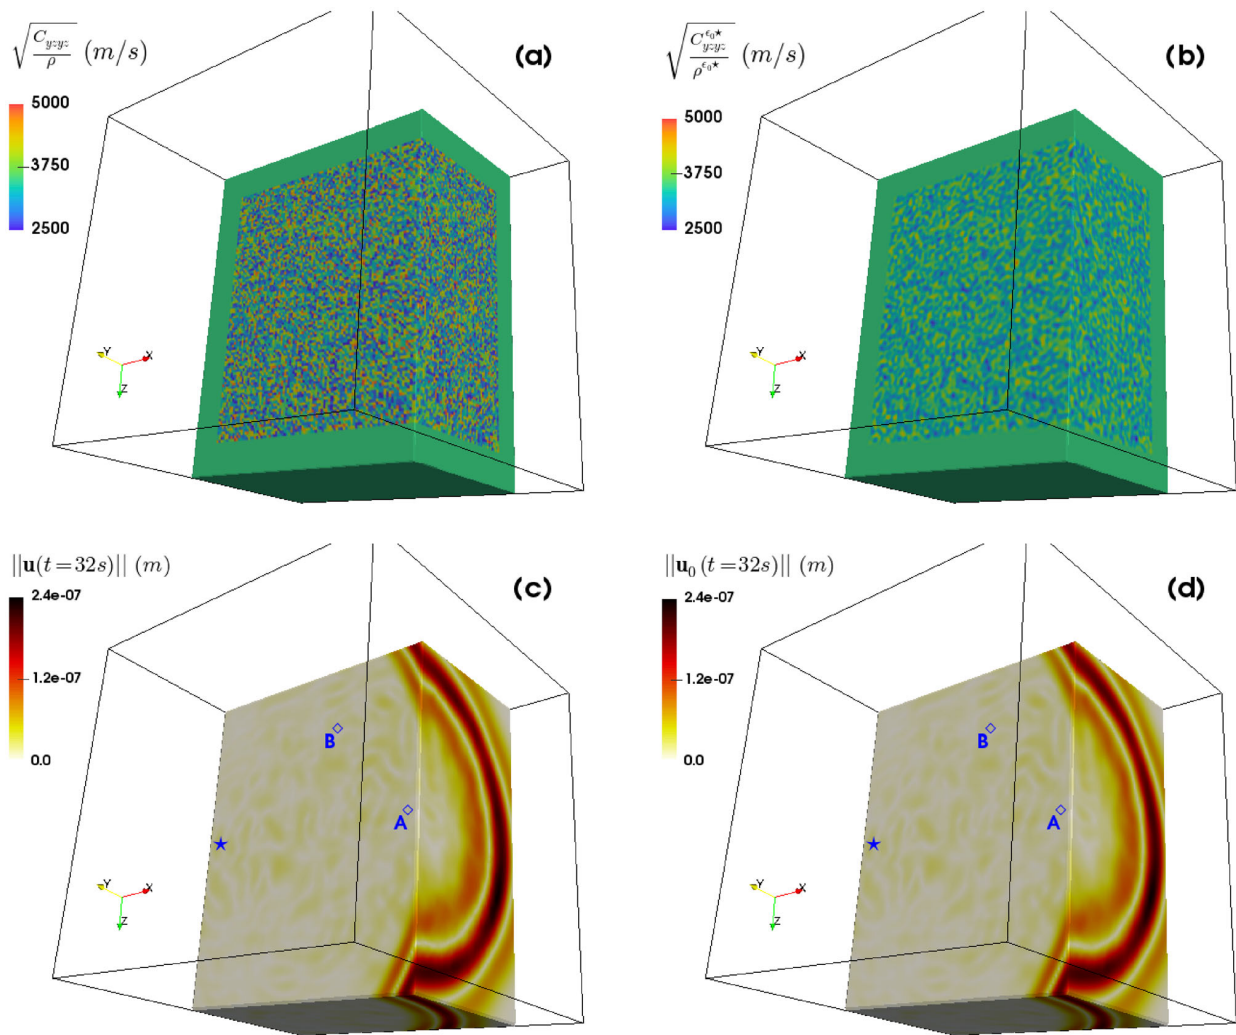 √(C_yzyz/ρ) (m/s)
(a)
5000
3750
2500
-Y
X
Z
√(C^ε₀⋆_yzyz/ρ^ε₀⋆) (m/s)
(b)
5000
3750
2500
-Y
X
Z
||u(t=32s)|| (m)
(c)
2.4e-07
1.2e-07
0.0
B
A
-Y
X
Z
||u₀(t=32s)|| (m)
(d)
2.4e-07
1.2e-07
0.0
B
A
-Y
X
Z